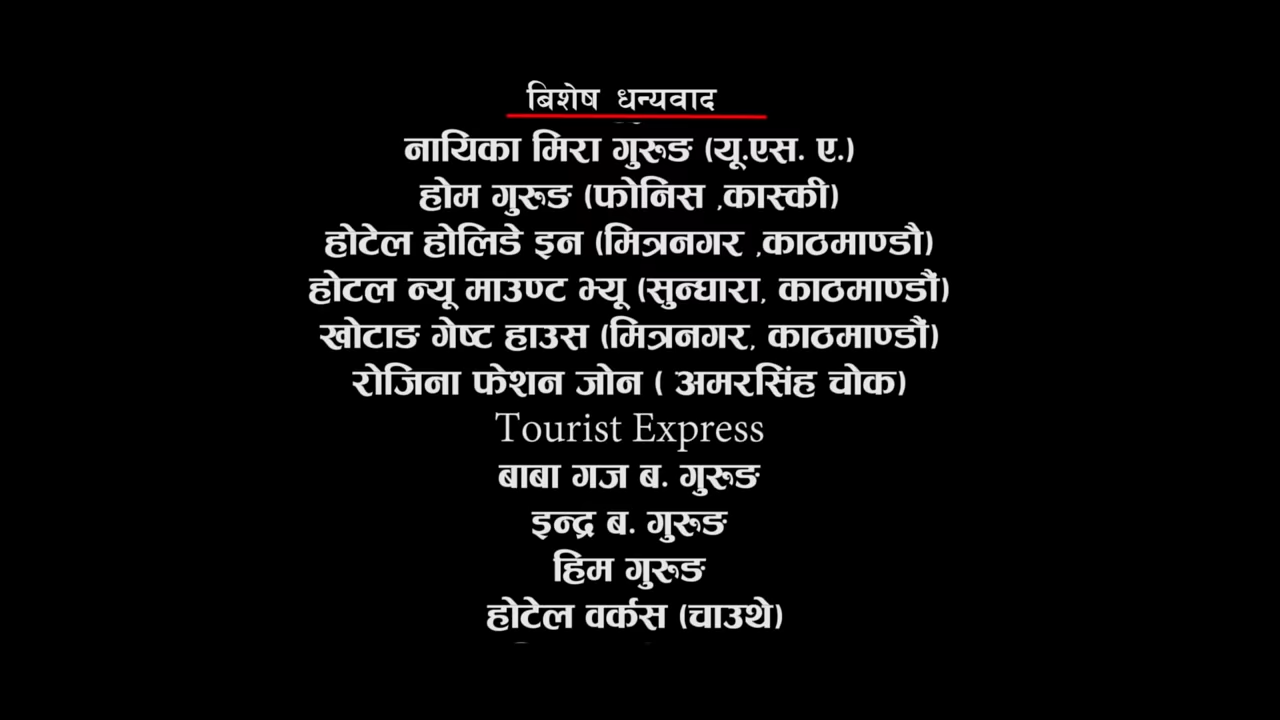 बिशेष धन्यवाद
नायिका मिरा गुरुङ (यू.एस. ए.)
होम गुरुङ (फोनिस ,कास्की)
होटेल होलिडे इन (मित्रनगर ,काठमाण्डौ)
होटल न्यू माउण्ट भ्यू (सुन्धारा, काठमाण्डौं)
खोटाङ गेष्ट हाउस (मित्रनगर, काठमाण्डौं)
रोजिना फेशन जोन ( अमरसिंह चोक)
Tourist Express
बाबा गज ब. गुरुङ
इन्द्र ब. गुरुङ
हिम गुरुङ
होटेल वर्कस (चाउथे)